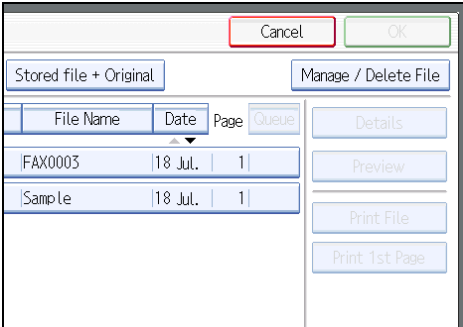 Cancel OK
Stored file + Original Manage / Delete File
File Name Date Page Queue Details
FAX0003 18 Jul. 1 Preview
Sample 18 Jul. 1
Print File
Print 1st Page